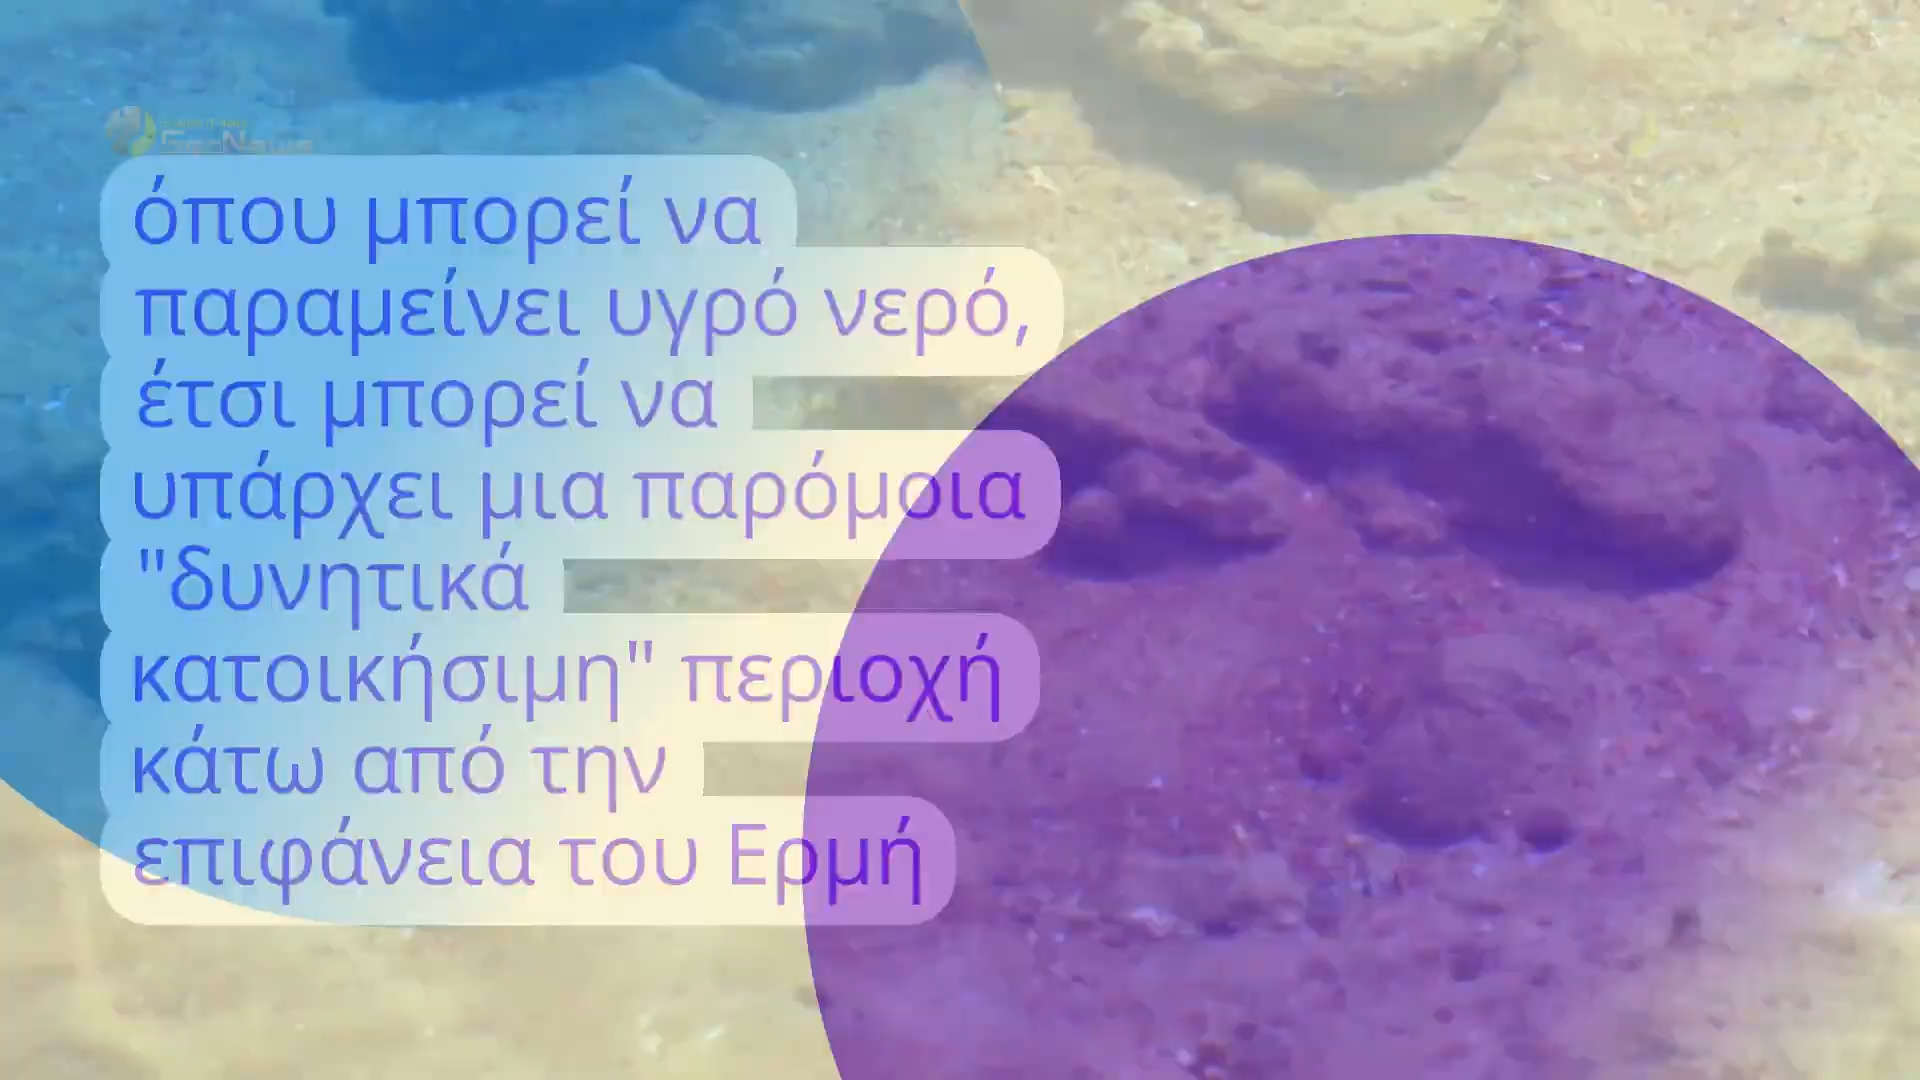 GeoNews
όπου μπορεί να
παραμείνει υγρό νερό,
έτσι μπορεί να
υπάρχει μια παρόμοια
"δυνητικά
κατοικήσιμη" περιοχή
κάτω από την
επιφάνεια του Ερμή